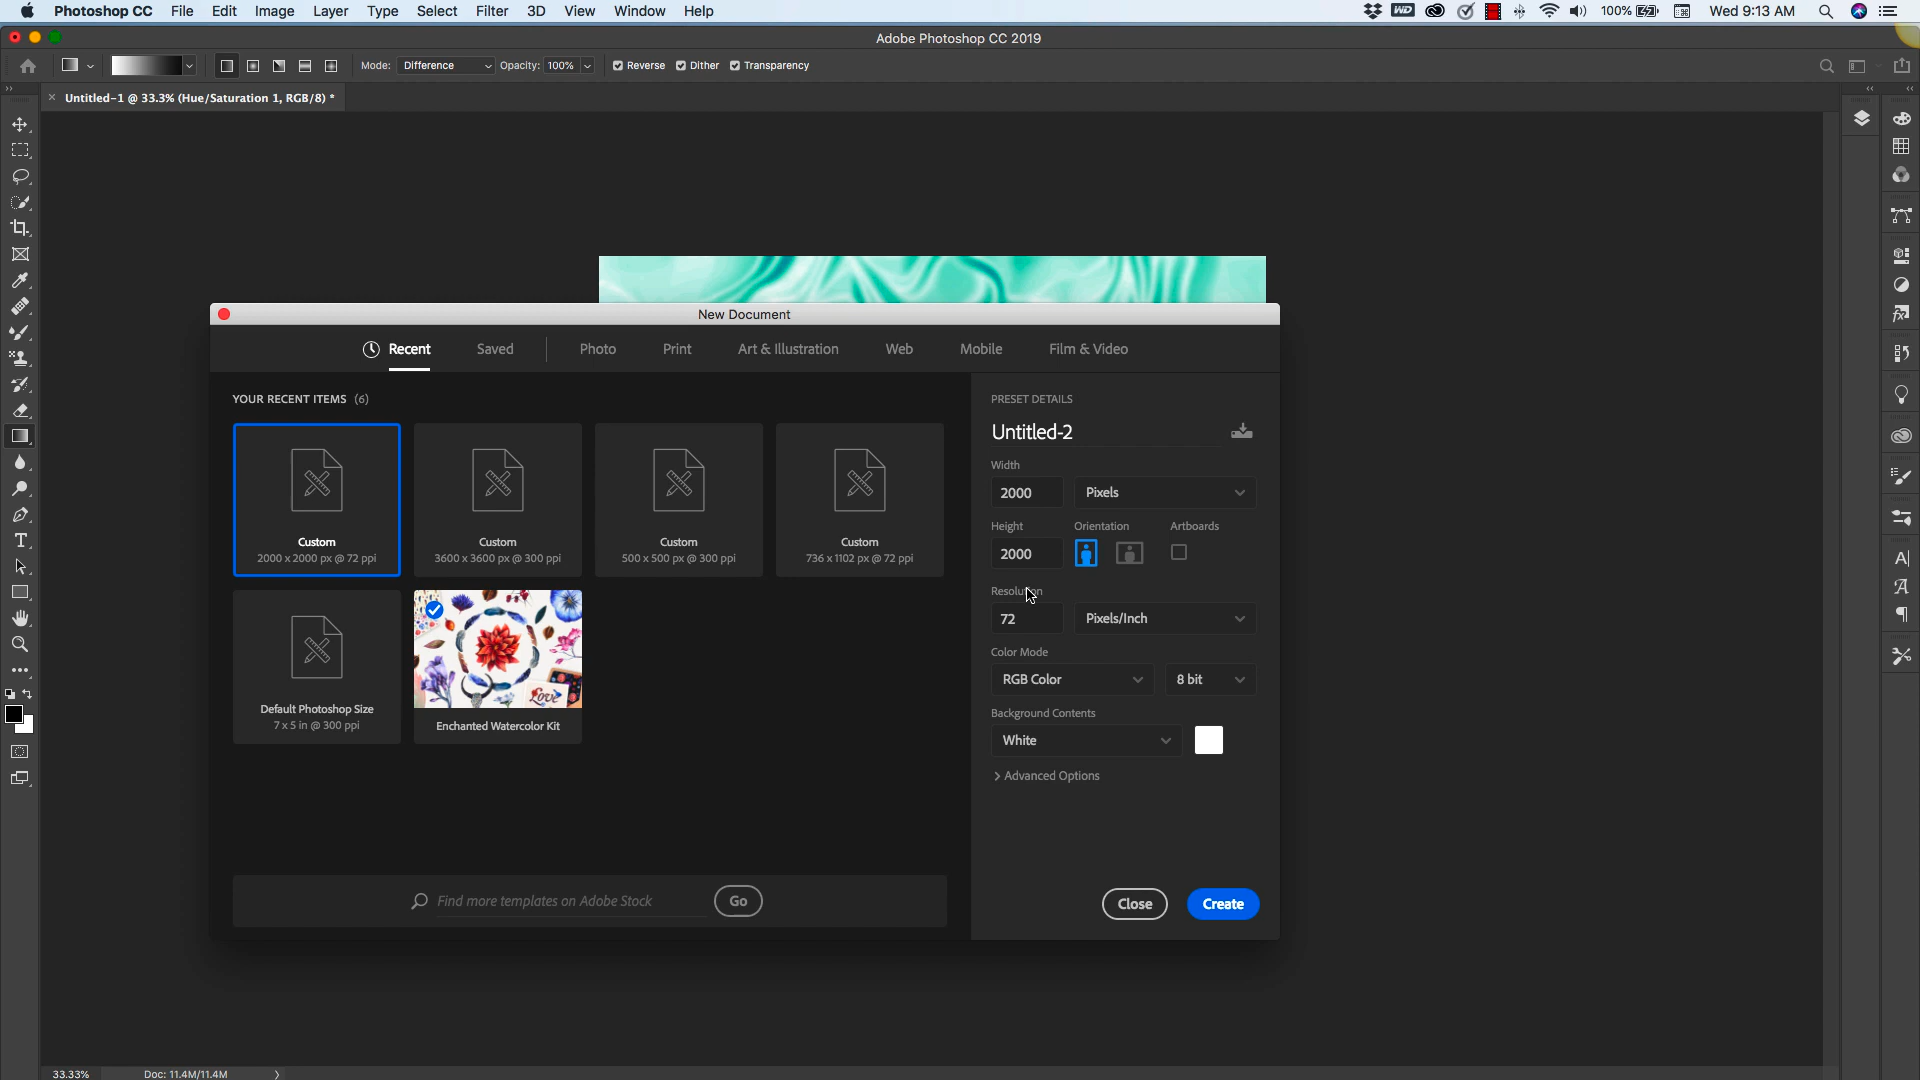 Photoshop CC File Edit Image Layer Type Select Filter 3D View Window Help WD 100% Wed 9:13 AM
Adobe Photoshop CC 2019
Mode: Difference Opacity: 100% Reverse Dither Transparency
× Untitled-1 @ 33.3% (Hue/Saturation 1, RGB/8) *
New Document
Recent Saved Photo Print Art & Illustration Web Mobile Film & Video
YOUR RECENT ITEMS (6)
Custom
2000 x 2000 px @ 72 ppi
Custom
3600 x 3600 px @ 300 ppi
Custom
500 x 500 px @ 300 ppi
Custom
736 x 1102 px @ 72 ppi
Default Photoshop Size
7 x 5 in @ 300 ppi
Love
Enchanted Watercolor Kit
Find more templates on Adobe Stock Go
PRESET DETAILS
Untitled-2
Width
2000 Pixels
Height Orientation Artboards
2000
Resolution
72 Pixels/Inch
Color Mode
RGB Color 8 bit
Background Contents
White
> Advanced Options
Close Create
33.33% Doc: 11.4M/11.4M >